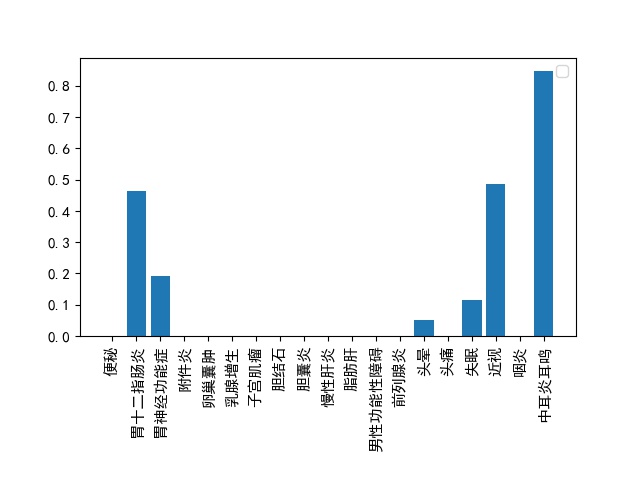 0.8
0.7
0.6
0.5
0.4
0.3
0.2
0.1
0.0
便秘
胃十二指肠炎
胃神经功能症
附件炎
卵巢囊肿
乳腺增生
子宫肌瘤
胆结石
胆囊炎
慢性肝炎
脂肪肝
男性功能性障碍
前列腺炎
头晕
头痛
失眠
近视
咽炎
中耳炎耳鸣